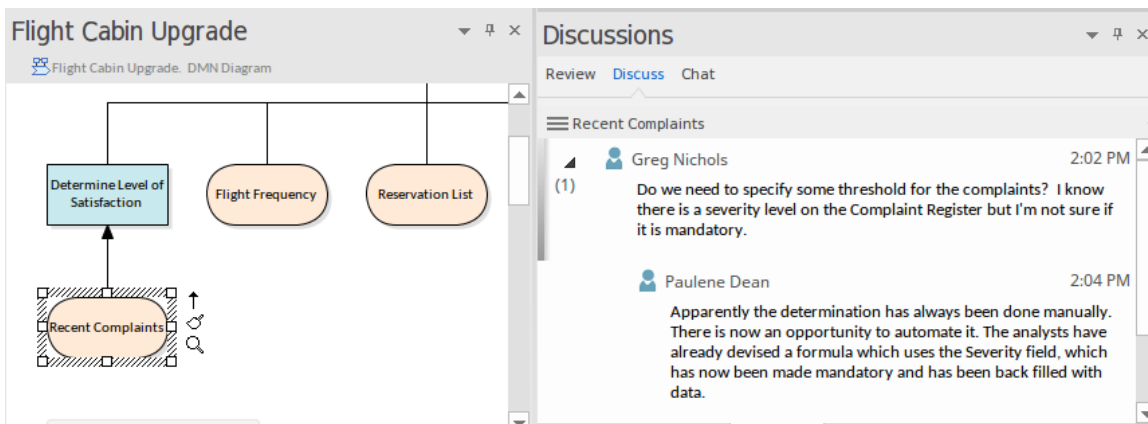 Flight Cabin Upgrade
Flight Cabin Upgrade. DMN Diagram
Determine Level of
Satisfaction
Flight Frequency
Reservation List
Recent Complaints
Discussions
Review Discuss Chat
Recent Complaints
Greg Nichols 2:02 PM
(1)
Do we need to specify some threshold for the complaints? I know
there is a severity level on the Complaint Register but I'm not sure if
it is mandatory.
Paulene Dean 2:04 PM
Apparently the determination has always been done manually.
There is now an opportunity to automate it. The analysts have
already devised a formula which uses the Severity field, which
has now been made mandatory and has been back filled with
data.